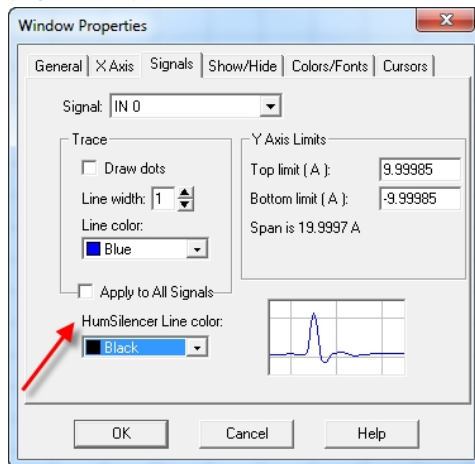 Window Properties
General X Axis Signals Show/Hide Colors/Fonts Cursors
Signal: IN 0
Trace
Draw dots
Line width: 1
Line color:
Blue
Apply to All Signals
Y Axis Limits
Top limit ( A ): 9.99985
Bottom limit ( A ): -9.99985
Span is 19.9997 A
HumSilencer Line color:
Black
OK Cancel Help